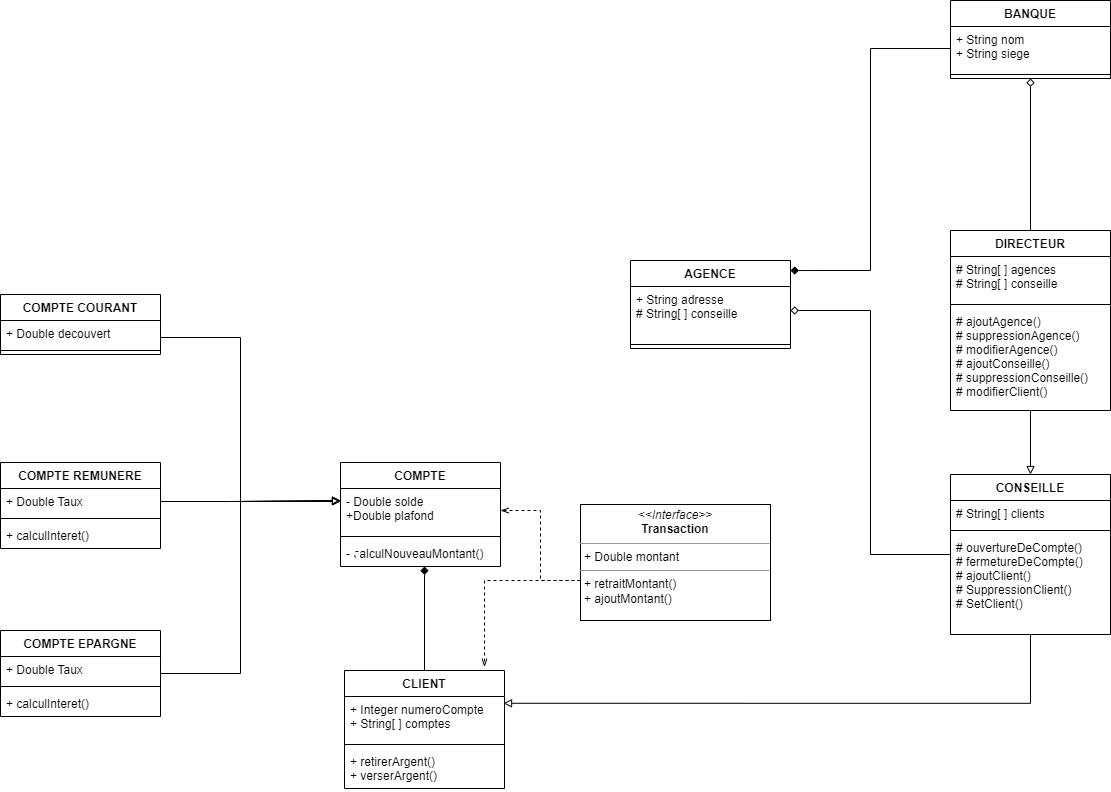 BANQUE
+ String nom
+ String siege
DIRECTEUR
# String[ ] agences
# String[ ] conseille
# ajoutAgence()
# suppressionAgence()
# modifierAgence()
# ajoutConseille()
# suppressionConseille()
# modifierClient()
AGENCE
+ String adresse
# String[ ] conseille
COMPTE COURANT
+ Double decouvert
COMPTE REMUNERE
+ Double Taux
+ calculInteret()
COMPTE EPARGNE
+ Double Taux
+ calculInteret()
COMPTE
- Double solde
+Double plafond
- calculNouveauMontant()
<<Interface>>
Transaction
+ Double montant
+ retraitMontant()
+ ajoutMontant()
CONSEILLE
# String[ ] clients
# ouvertureDeCompte()
# fermetureDeCompte()
# ajoutClient()
# SuppressionClient()
# SetClient()
CLIENT
+ Integer numeroCompte
+ String[ ] comptes
+ retirerArgent()
+ verserArgent()